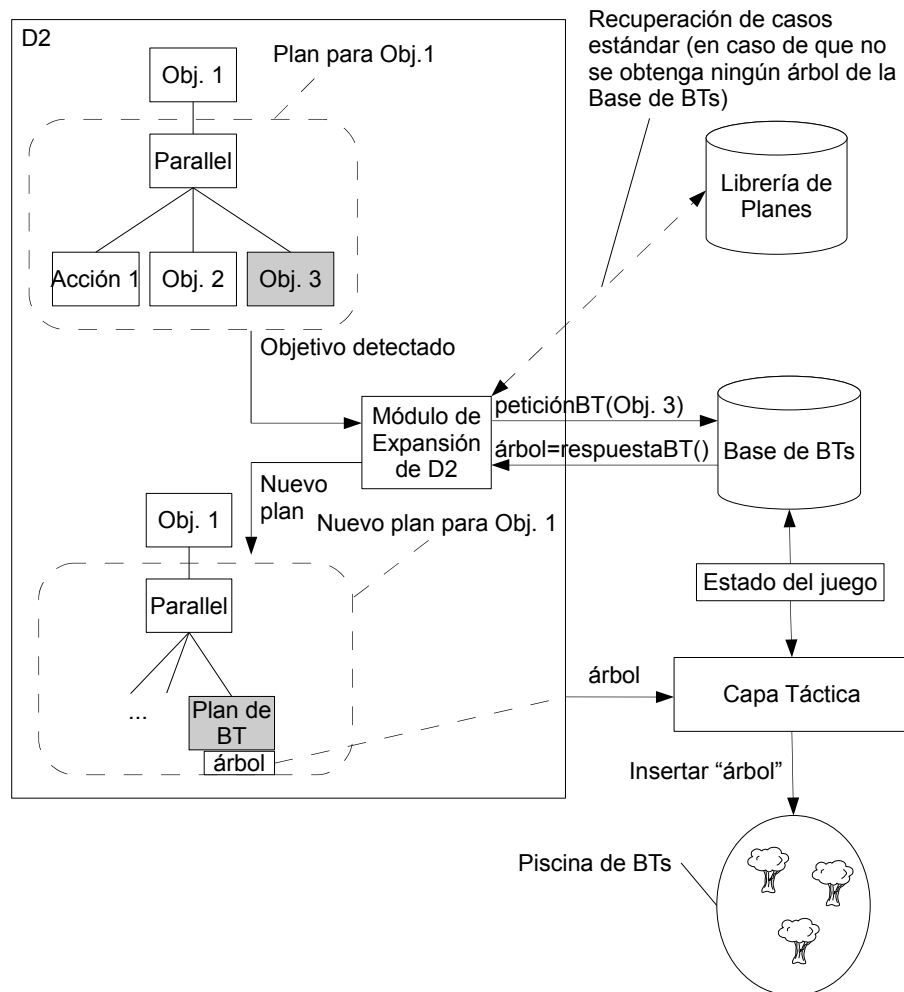 D2
Plan para Obj.1
Obj. 1
Parallel
Acción 1
Obj. 2
Obj. 3
Recuperación de casos
estándar (en caso de que no
se obtenga ningún árbol de la
Base de BTs)
Librería de
Planes
Objetivo detectado
Módulo de
Expansión
de D2
peticiónBT(Obj. 3)
árbol=respuestaBT()
Base de BTs
Nuevo
plan
Nuevo plan para Obj. 1
Obj. 1
Parallel
...
Plan de
BT
árbol
Estado del juego
árbol
Capa Táctica
Insertar “árbol”
Piscina de BTs